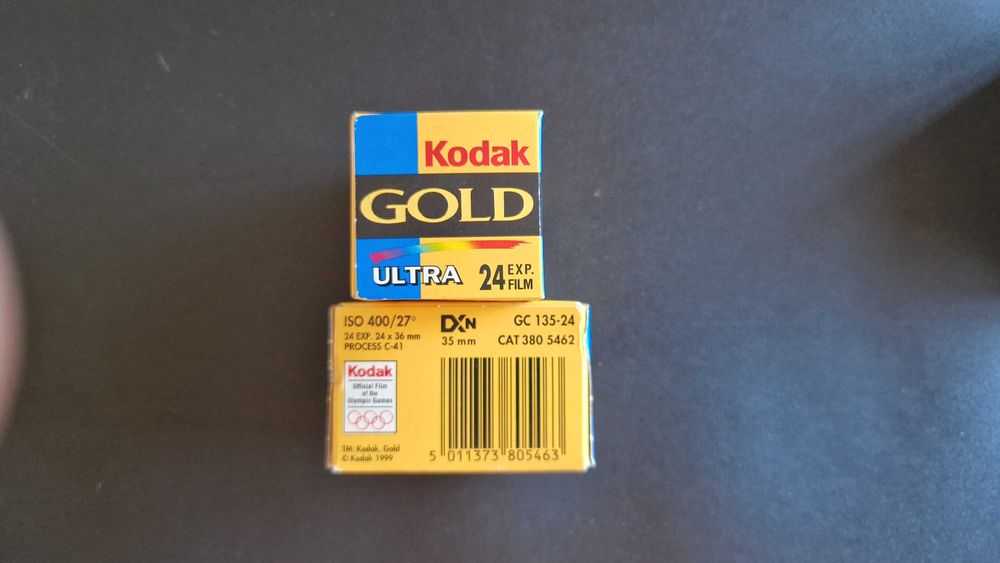 Kodak
GOLD
ULTRA 24 EXP. FILM
ISO 400/27° DXN GC 135-24
24 EXP. 24 x 36 mm 35 mm CAT 380 5462
PROCESS C-41
Kodak
Official Film
of the
Olympic Games
TM: Kodak, Gold
© Kodak 1999
5 011373 805463